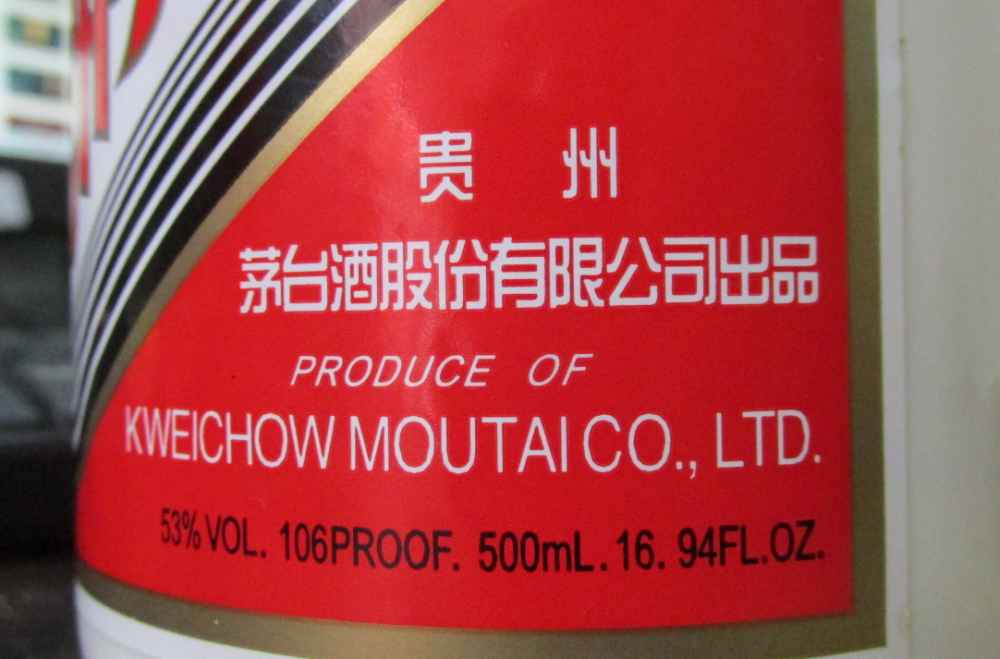 贵 州
茅台酒股份有限公司出品
PRODUCE OF
KWEICHOW MOUTAI CO., LTD.
53% VOL. 106PROOF. 500mL. 16. 94FL.OZ.